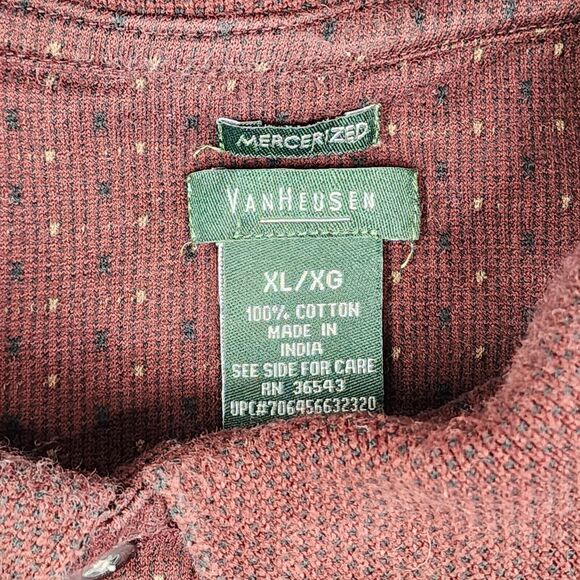 MERCERIZED
VANHEUSEN
XL/XG
100% COTTON
MADE IN
INDIA
SEE SIDE FOR CARE
RN 36543
UPC#706456632320